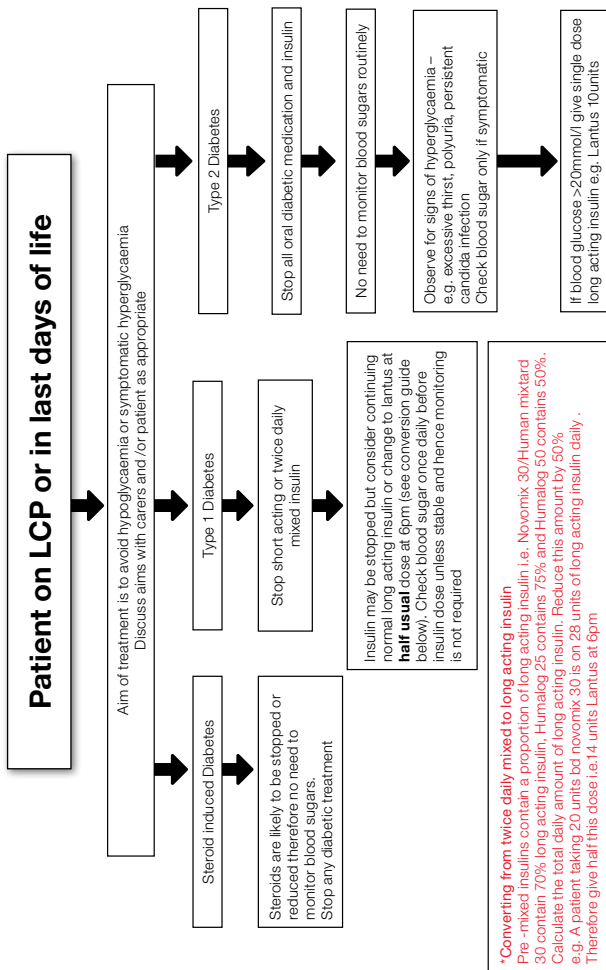 Patient on LCP or in last days of life
Aim of treatment is to avoid hypoglycaemia or symptomatic hyperglycaemia
Discuss aims with carers and /or patient as appropriate
Steroid induced Diabetes
Steroids are likely to be stopped or
reduced therefore no need to
monitor blood sugars.
Stop any diabetic treatment
Type 1 Diabetes
Stop short acting or twice daily
mixed insulin
Insulin may be stopped but consider continuing
normal long acting insulin or change to lantus at
half usual dose at 6pm (see conversion guide
below). Check blood sugar once daily before
insulin dose unless stable and hence monitoring
is not required
Type 2 Diabetes
Stop all oral diabetic medication and insulin
No need to monitor blood sugars routinely
Observe for signs of hyperglycaemia –
e.g. excessive thirst, polyuria, persistent
candida infection
Check blood sugar only if symptomatic
If blood glucose >20mmol/l give single dose
long acting insulin e.g. Lantus 10units
*Converting from twice daily mixed to long acting insulin
Pre -mixed insulins contain a proportion of long acting insulin i.e. Novomix 30/Human mixtard
30 contain 70% long acting insulin, Humalog 25 contains 75% and Humalog 50 contains 50%.
Calculate the total daily amount of long acting insulin. Reduce this amount by 50%
e.g. A patient taking 20 units bd novomix 30 is on 28 units of long acting insulin daily .
Therefore give half this dose i.e.14 units Lantus at 6pm